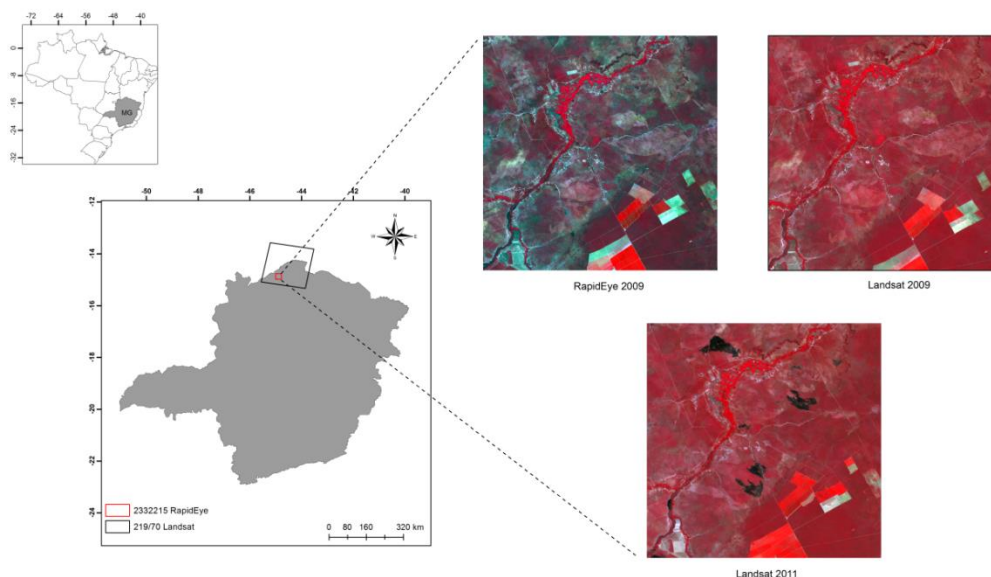 -72 -64 -56 -48 -40
0
-8
-16
-24
-32
MG
-50 -48 -46 -44 -42 -40
-12
-14
-16
-18
-20
-22
-24
N
E
S
2332215 RapidEye
219/70 Landsat
0 80 160 320 km
RapidEye 2009
Landsat 2009
Landsat 2011